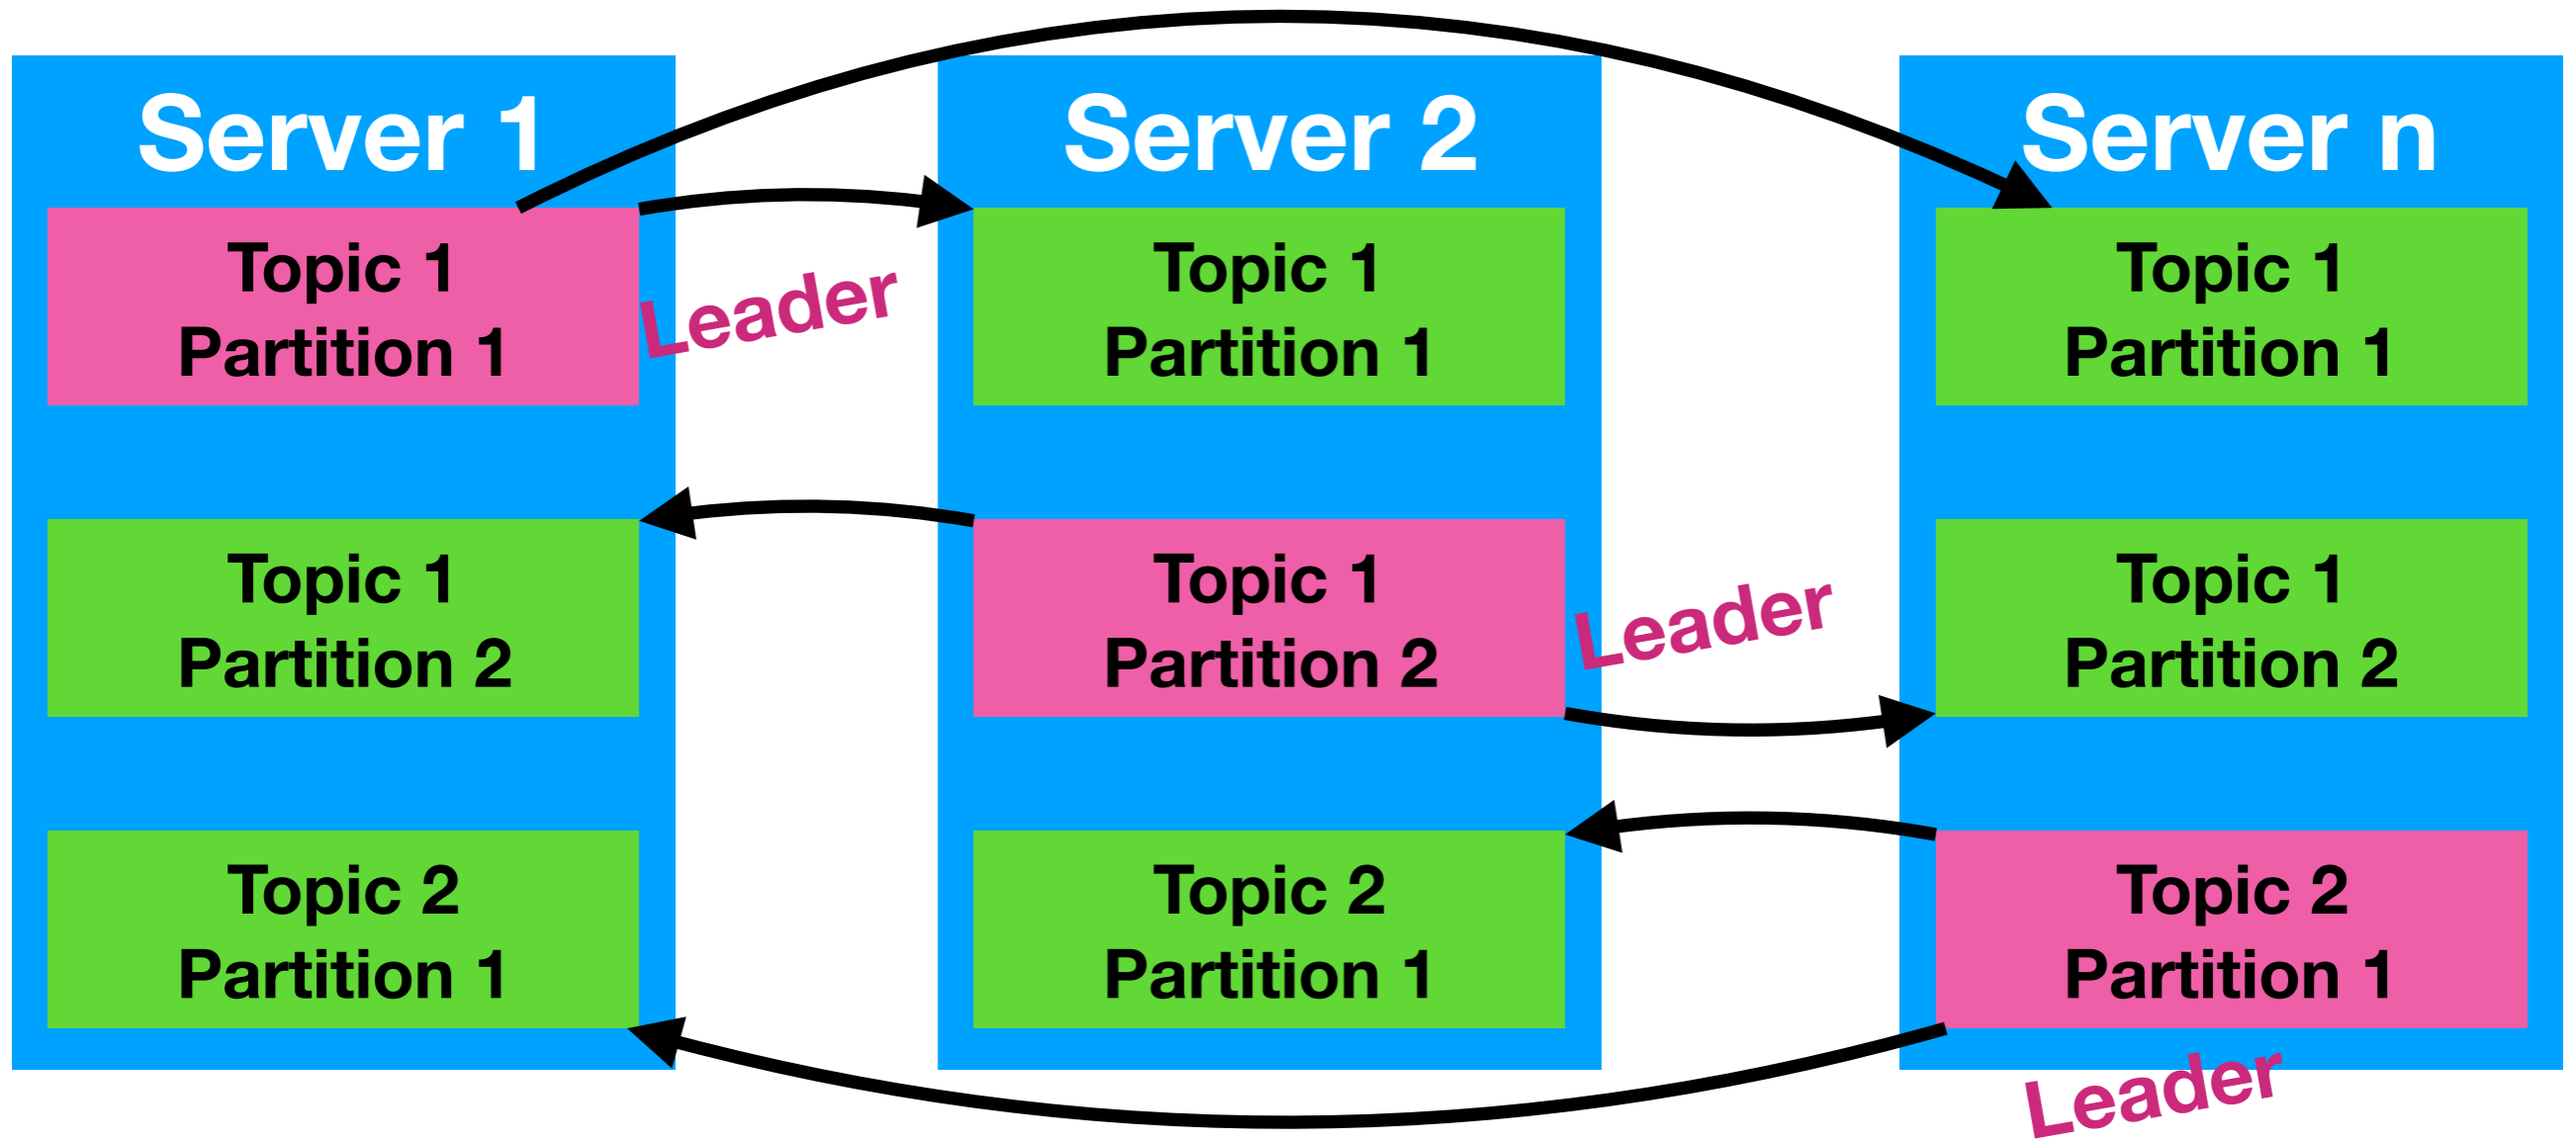 Server 1
Server 2
Server n
Topic 1
Partition 1
Leader
Topic 1
Partition 1
Topic 1
Partition 1
Topic 1
Partition 2
Topic 1
Partition 2
Leader
Topic 1
Partition 2
Topic 2
Partition 1
Topic 2
Partition 1
Topic 2
Partition 1
Leader